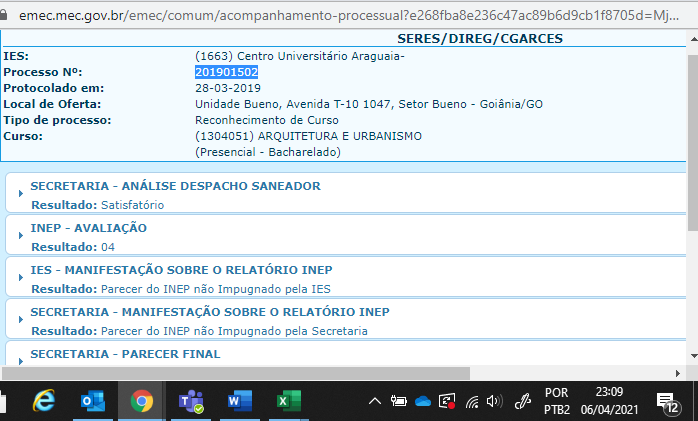 emec.mec.gov.br/emec/comum/acompanhamento-processual?e268fba8e236c47ac89b6d9cb1f8705d=Mj...
SERES/DIREG/CGARCES
IES: (1663) Centro Universitário Araguaia-
Processo Nº: 201901502
Protocolado em: 28-03-2019
Local de Oferta: Unidade Bueno, Avenida T-10 1047, Setor Bueno - Goiânia/GO
Tipo de processo: Reconhecimento de Curso
Curso: (1304051) ARQUITETURA E URBANISMO
(Presencial - Bacharelado)
SECRETARIA - ANÁLISE DESPACHO SANEADOR
Resultado: Satisfatório
INEP - AVALIAÇÃO
Resultado: 04
IES - MANIFESTAÇÃO SOBRE O RELATÓRIO INEP
Resultado: Parecer do INEP não Impugnado pela IES
SECRETARIA - MANIFESTAÇÃO SOBRE O RELATÓRIO INEP
Resultado: Parecer do INEP não Impugnado pela Secretaria
SECRETARIA - PARECER FINAL
POR 23:09
PTB2 06/04/2021
12